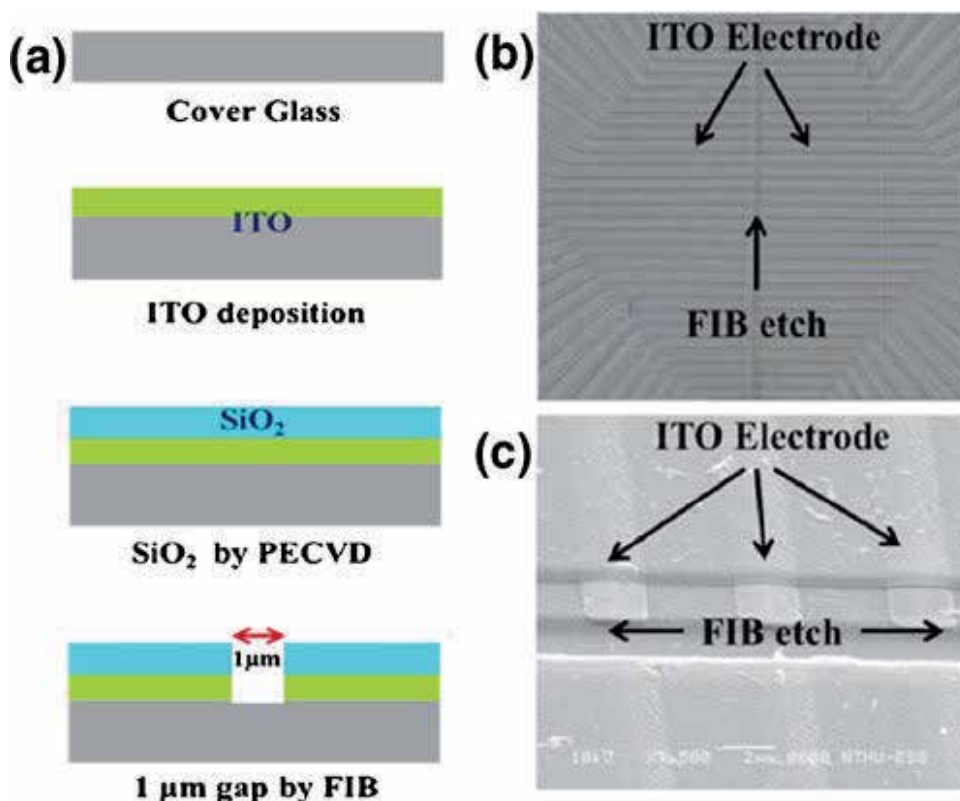 (a)
Cover Glass
ITO
ITO deposition
SiO₂
SiO₂ by PECVD
1μm
1 μm gap by FIB
(b)
ITO Electrode
FIB etch
(c)
ITO Electrode
FIB etch
10kV